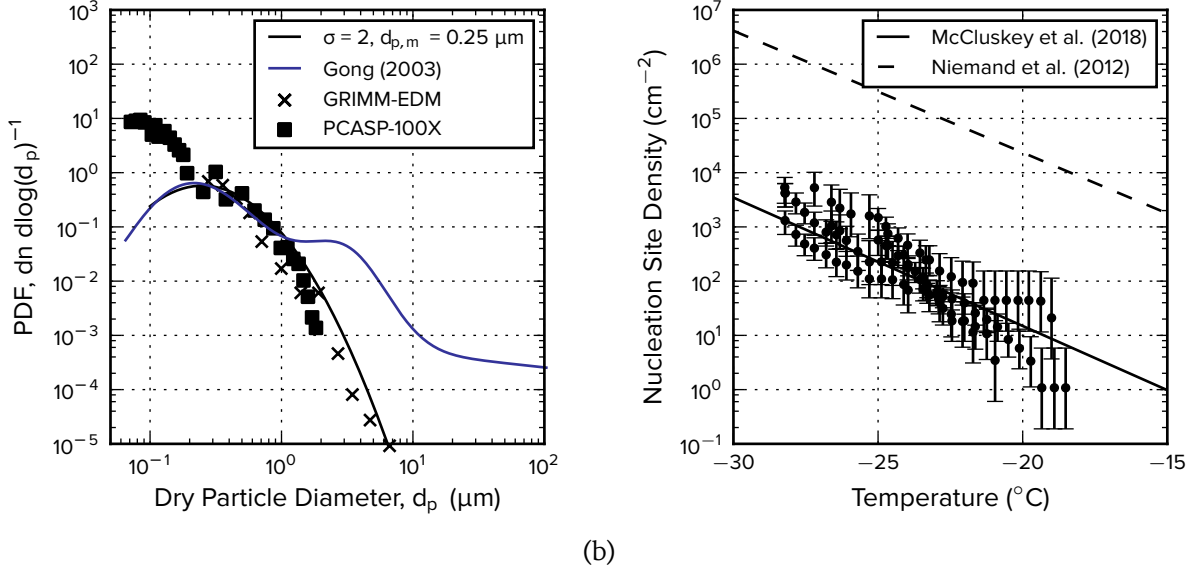 10³
10²
10¹
10⁰
10⁻¹
10⁻²
10⁻³
10⁻⁴
10⁻⁵
PDF, dn dlog(dₚ)⁻¹
σ = 2, dₚ,ₘ = 0.25 μm
Gong (2003)
GRIMM-EDM
PCASP-100X
10⁻¹ 10⁰ 10¹ 10²
Dry Particle Diameter, dₚ (μm)
10⁷
10⁶
10⁵
10⁴
10³
10²
10¹
10⁰
10⁻¹
Nucleation Site Density (cm⁻²)
McCluskey et al. (2018)
Niemand et al. (2012)
−30 −25 −20 −15
Temperature (°C)
(b)